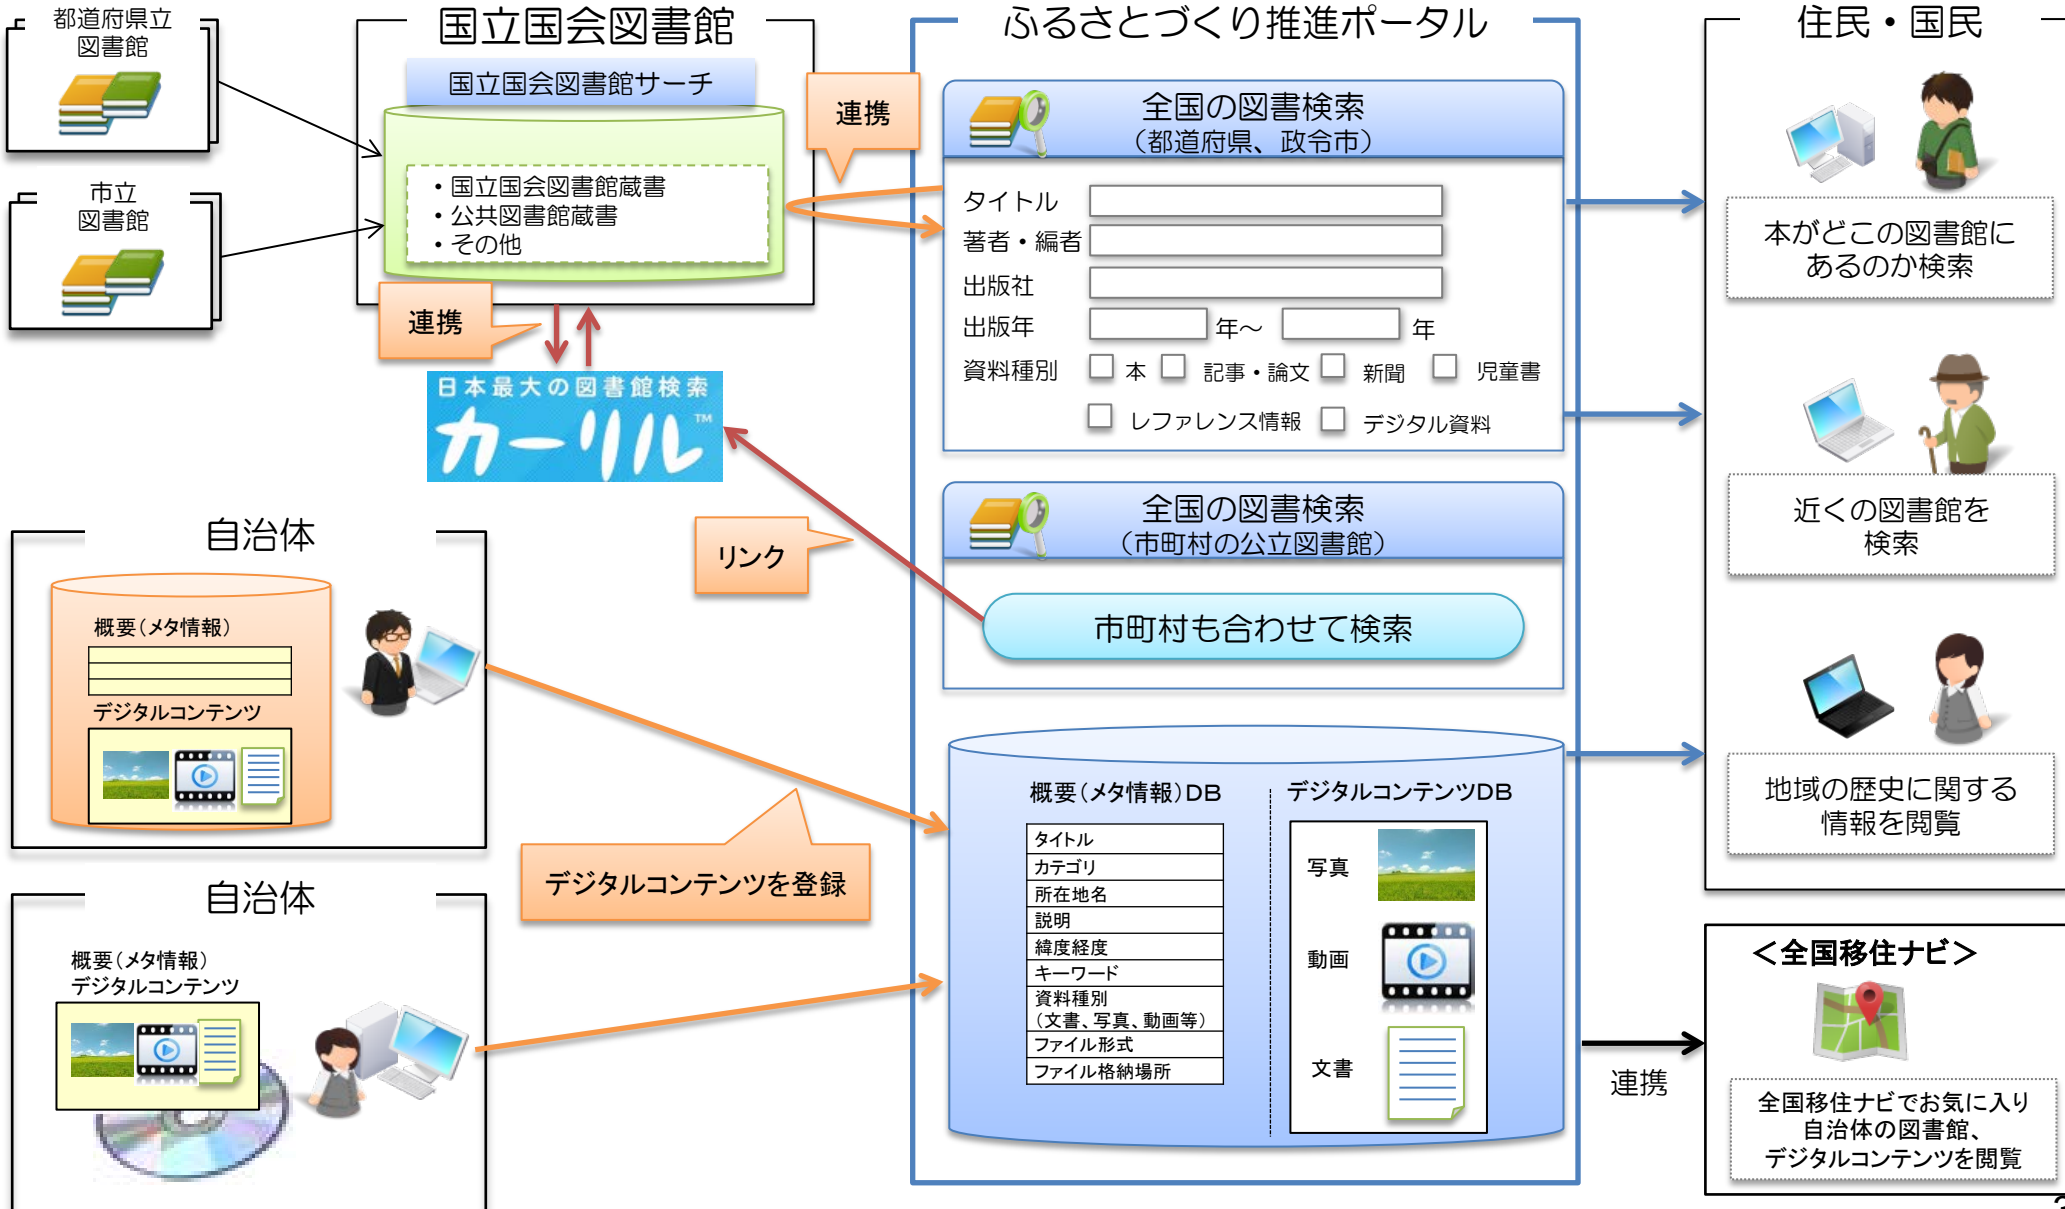 都道府県立
図書館
市立
図書館
国立国会図書館
国立国会図書館サーチ
・国立国会図書館蔵書
・公共図書館蔵書
・その他
連携
連携
日本最大の図書館検索
カーリル™
リンク
自治体
概要（メタ情報）
デジタルコンテンツ
自治体
概要（メタ情報）
デジタルコンテンツ
デジタルコンテンツを登録
ふるさとづくり推進ポータル
全国の図書検索
（都道府県、政令市）
タイトル
著者・編者
出版社
出版年 年～ 年
資料種別 本 記事・論文 新聞 児童書
レファレンス情報 デジタル資料
全国の図書検索
（市町村の公立図書館）
市町村も合わせて検索
概要（メタ情報）ＤＢ
タイトル
カテゴリ
所在地名
説明
緯度経度
キーワード
資料種別
（文書、写真、動画等）
ファイル形式
ファイル格納場所
デジタルコンテンツＤＢ
写真
動画
文書
連携
住民・国民
本がどこの図書館に
あるのか検索
近くの図書館を
検索
地域の歴史に関する
情報を閲覧
＜全国移住ナビ＞
全国移住ナビでお気に入り
自治体の図書館、
デジタルコンテンツを閲覧